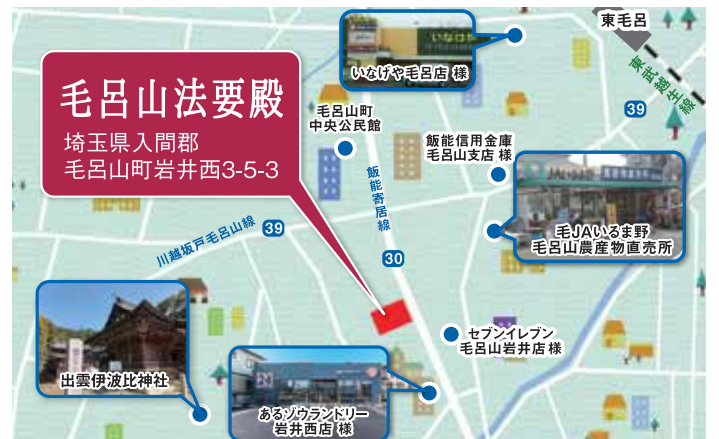 東毛呂
東武越生線
いなげや
いなげや毛呂店 様
毛呂山法要殿
埼玉県入間郡
毛呂山町岩井西3-5-3
毛呂山町
中央公民館
39
飯能信用金庫
毛呂山支店 様
飯能寄居線
川越坂戸毛呂山線
39
30
毛JAいるま野
毛呂山農産物直売所
セブンイレブン
毛呂山岩井店 様
出雲伊波比神社
24
あるゾウランドリー
岩井西店 様